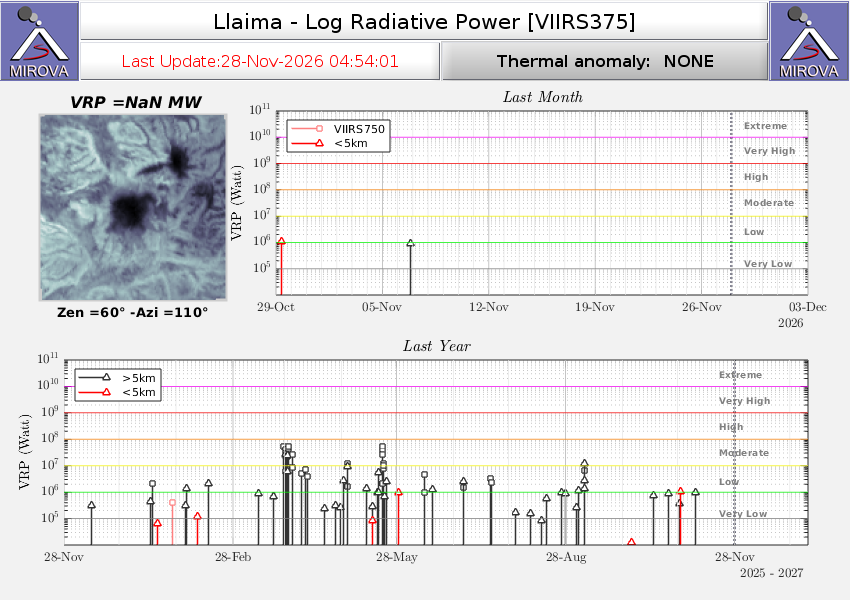 Llaima - Log Radiative Power [VIIRS375]
MIROVA
Last Update:28-Nov-2026 04:54:01
Thermal anomaly: NONE
MIROVA
VRP =NaN MW
Zen =60° -Azi =110°
Last Month
VRP (Watt)
10^11
10^10
10^9
10^8
10^7
10^6
10^5
VIIRS750
<5km
Extreme
Very High
High
Moderate
Low
Very Low
29-Oct
05-Nov
12-Nov
19-Nov
26-Nov
03-Dec
2026
Last Year
VRP (Watt)
10^11
10^10
10^9
10^8
10^7
10^6
10^5
>5km
<5km
Extreme
Very High
High
Moderate
Low
Very Low
28-Nov
28-Feb
28-May
28-Aug
28-Nov
2025 - 2027